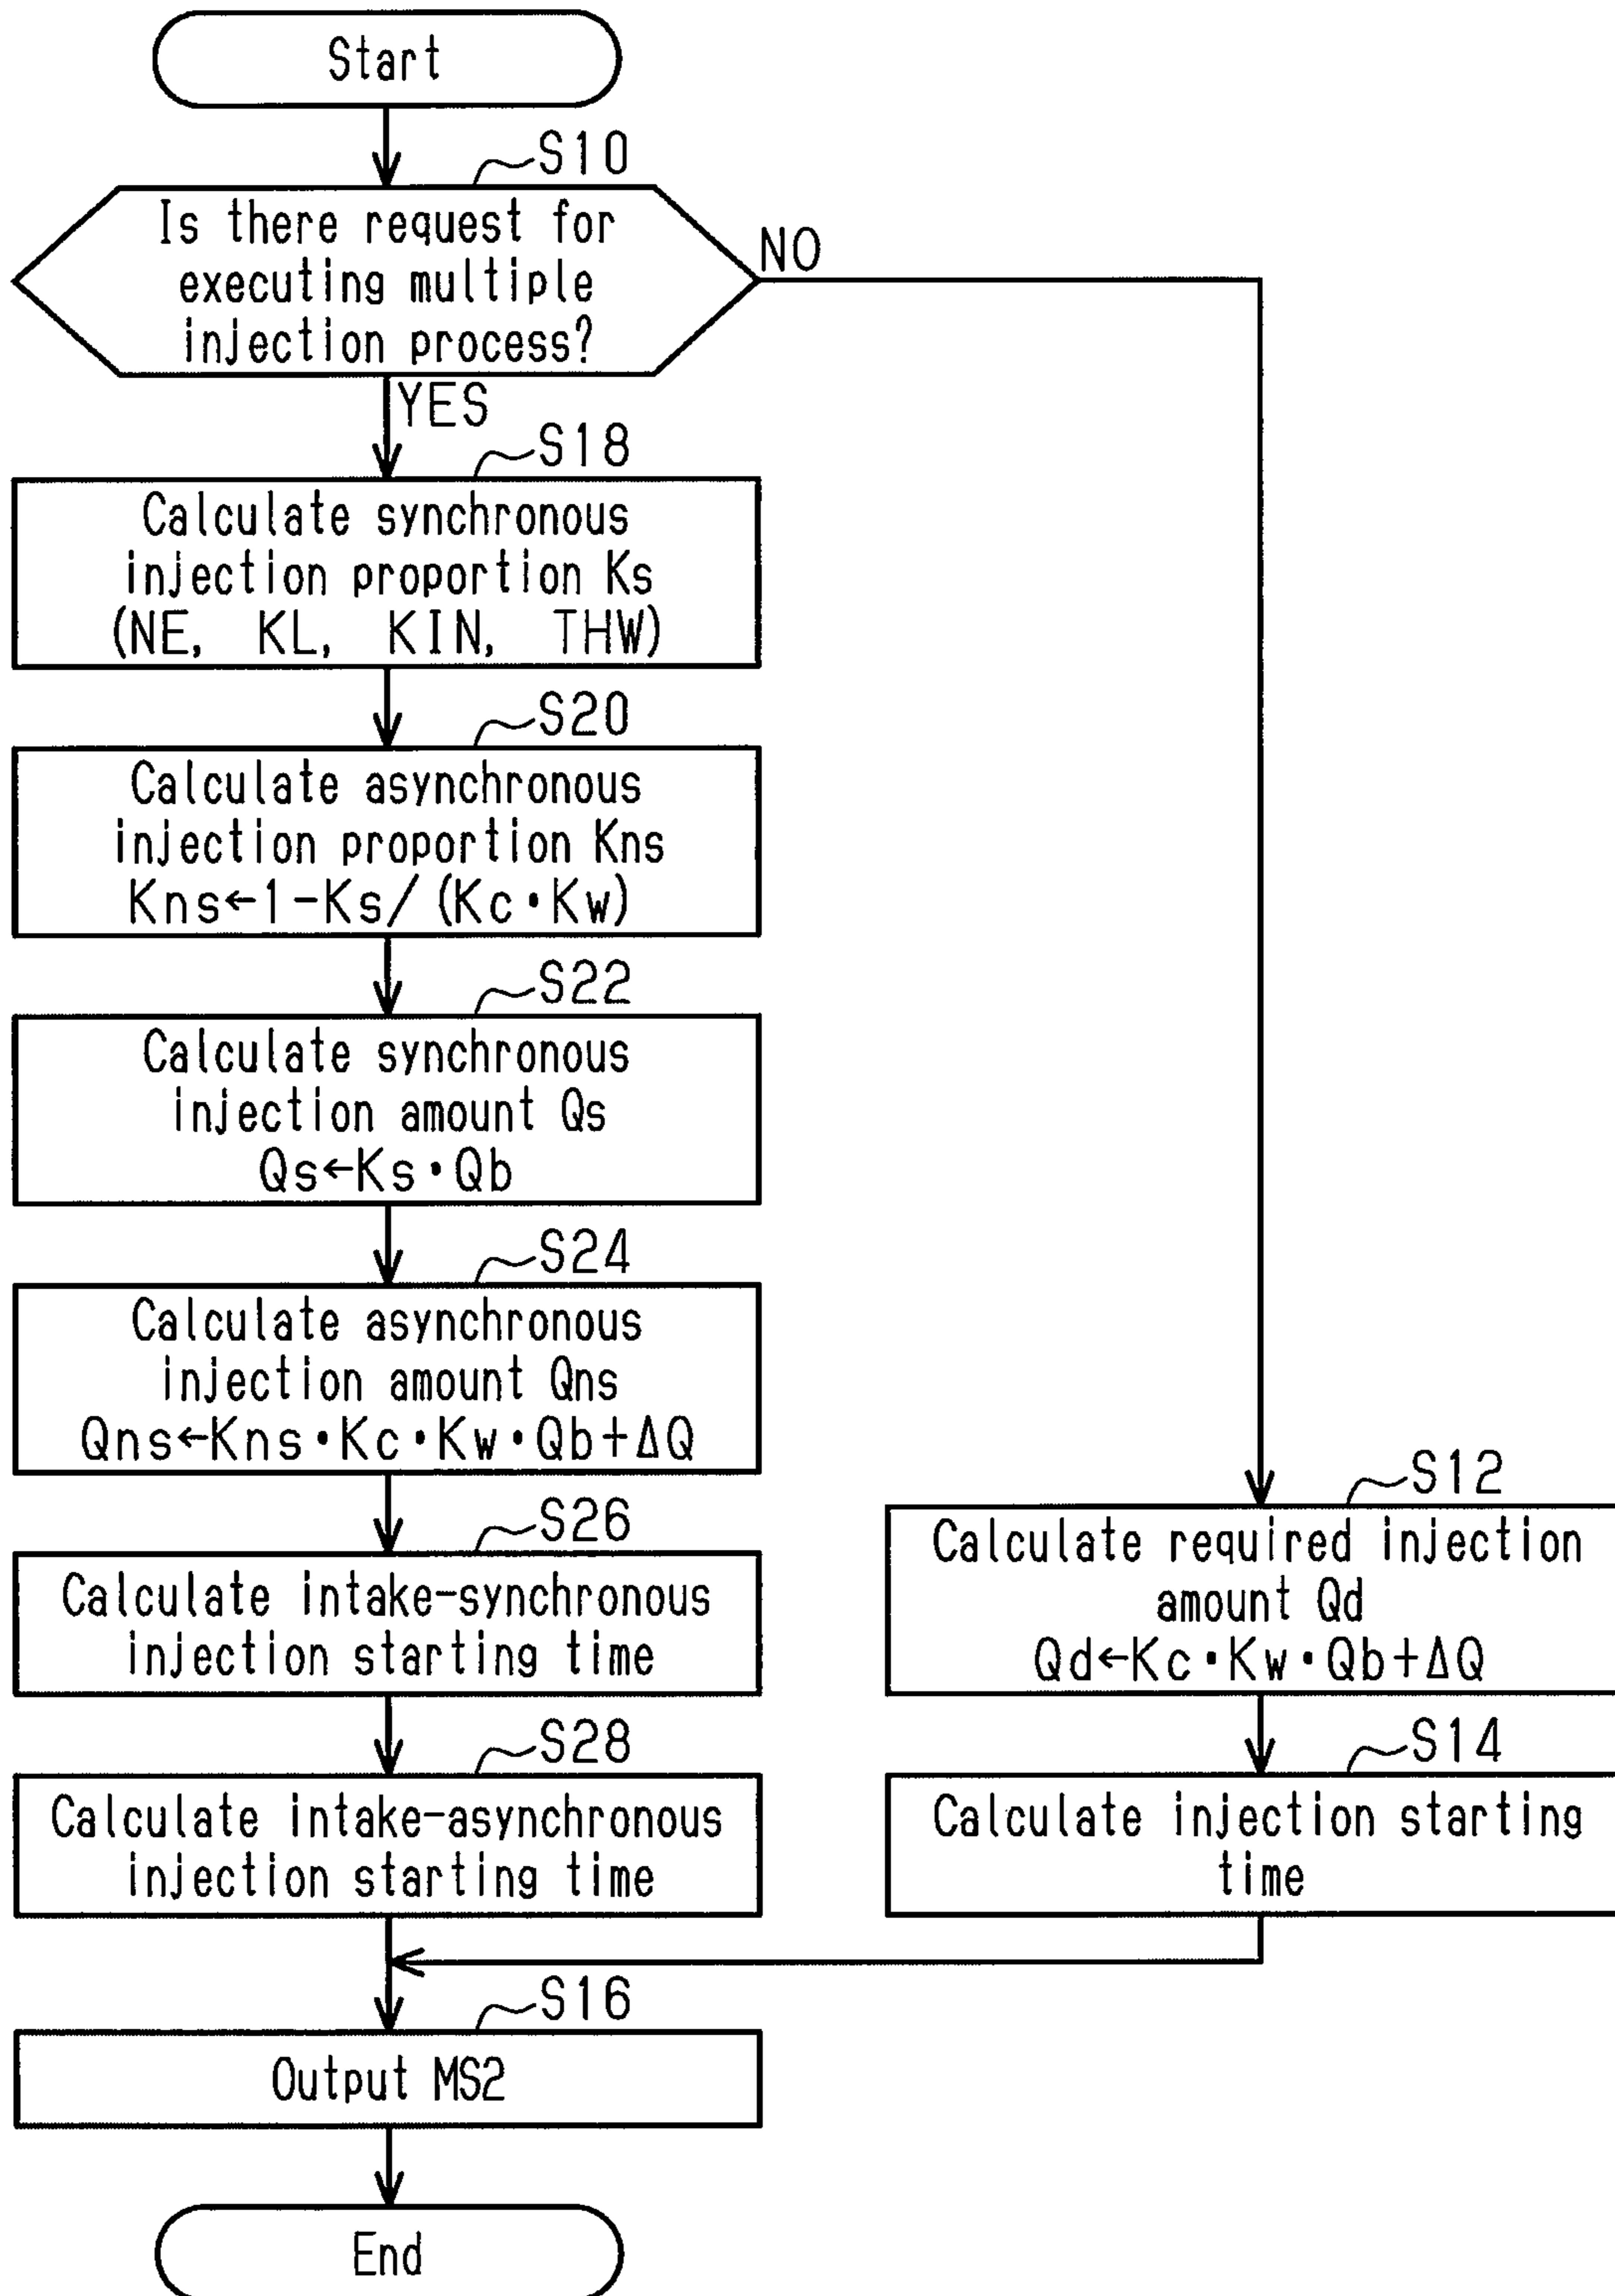 Start
S10
Is there request for
executing multiple
injection process?
NO
YES
S18
Calculate synchronous
injection proportion Ks
(NE, KL, KIN, THW)
S20
Calculate asynchronous
injection proportion Kns
Kns←1-Ks/(Kc·Kw)
S22
Calculate synchronous
injection amount Qs
Qs←Ks·Qb
S24
Calculate asynchronous
injection amount Qns
Qns←Kns·Kc·Kw·Qb+ΔQ
S26
Calculate intake-synchronous
injection starting time
S28
Calculate intake-asynchronous
injection starting time
S12
Calculate required injection
amount Qd
Qd←Kc·Kw·Qb+ΔQ
S14
Calculate injection starting
time
S16
Output MS2
End